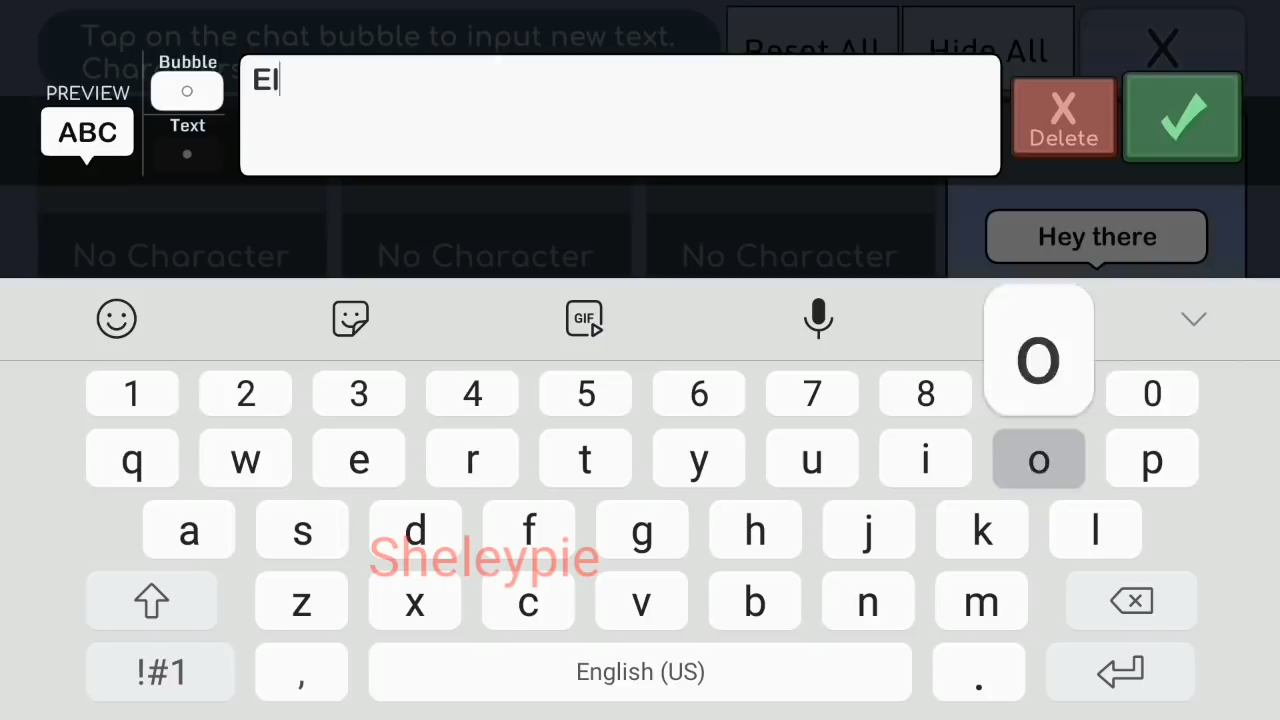 Tap on the chat bubble to input new text.
Reset All
Hide All
X
Bubble
PREVIEW
ABC
Text
El
X
Delete
No Character
No Character
No Character
Hey there
GIF
o
1 2 3 4 5 6 7 8 0
q w e r t y u i o p
a s d f g h j k l
Sheleypie
z x c v b n m
!#1 , English (US) .